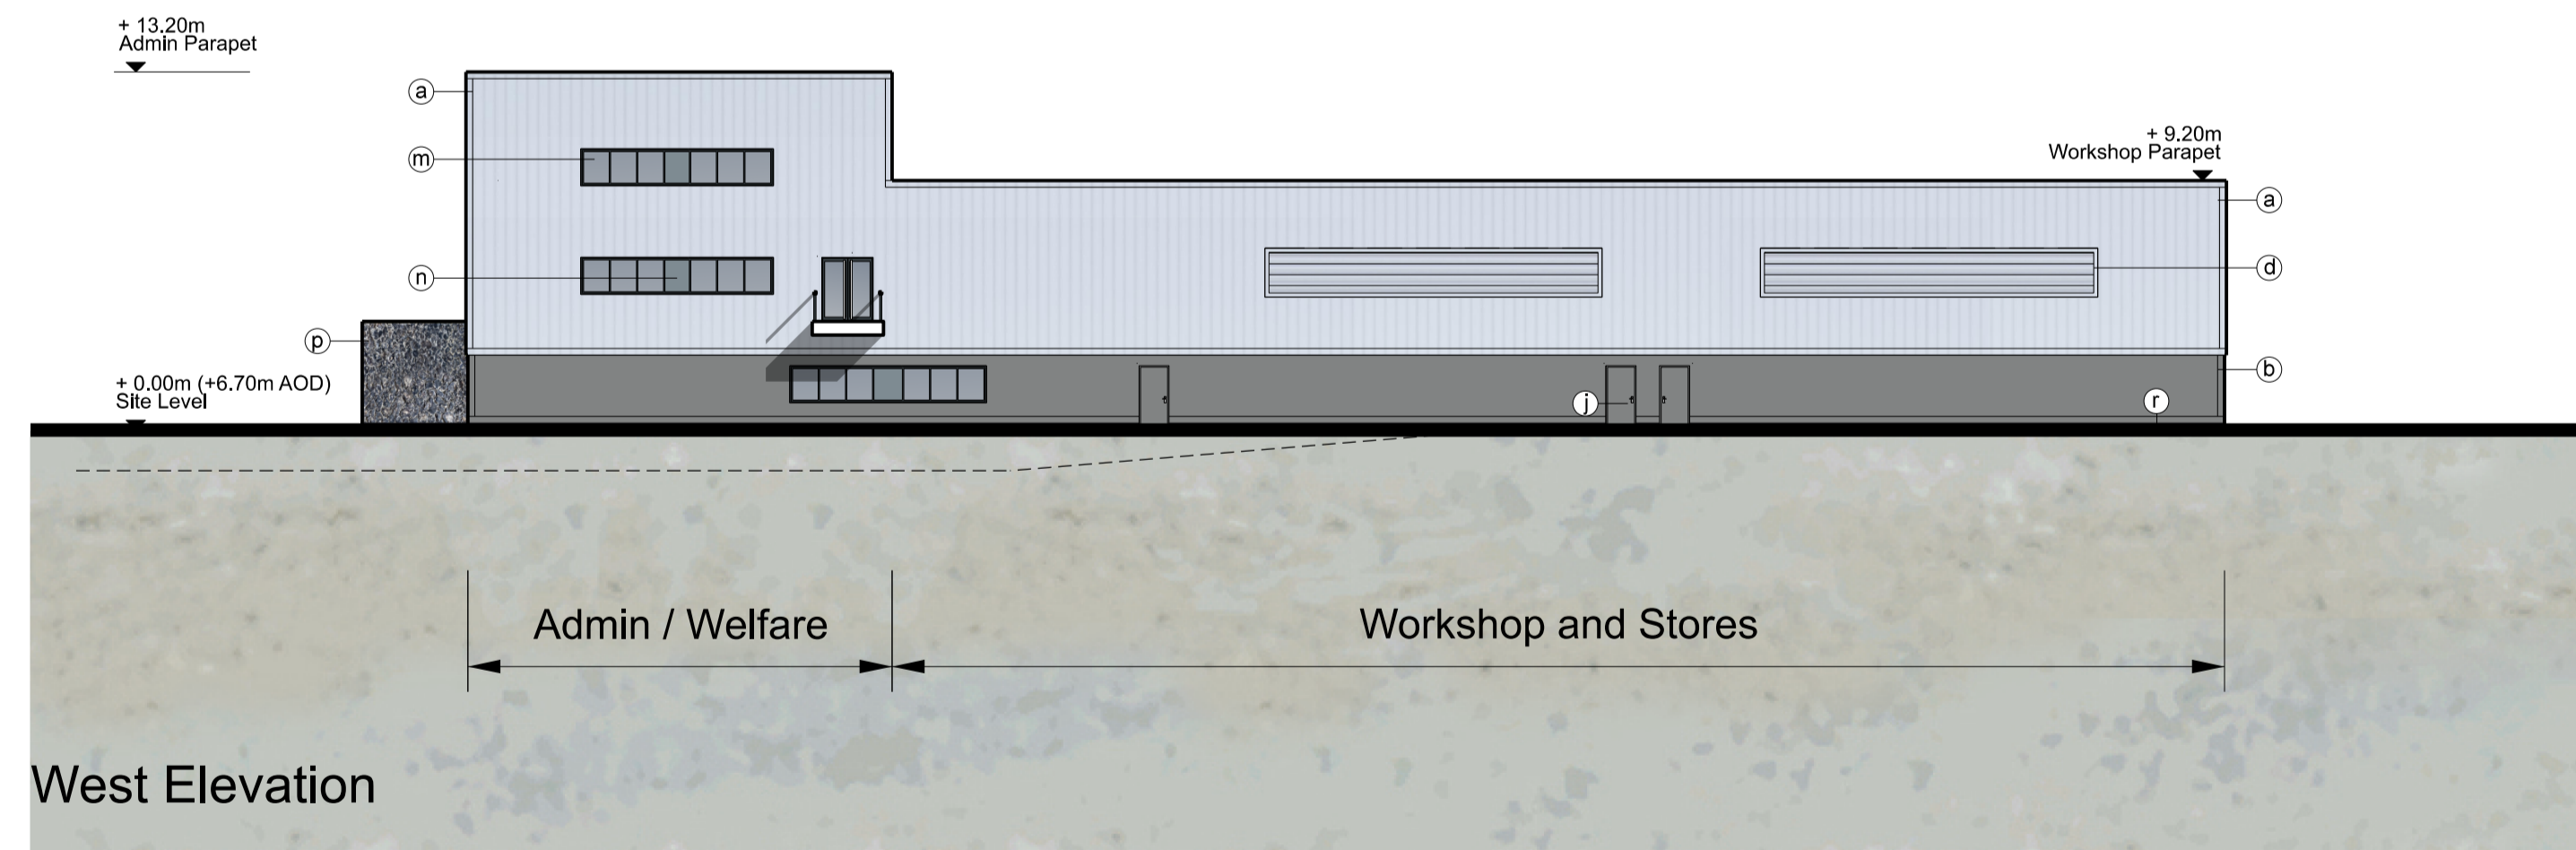 + 13.20m
Admin Parapet
a
m
+ 9.20m
Workshop Parapet
a
n
d
p
+ 0.00m (+6.70m AOD)
Site Level
b
j
r
Admin / Welfare
Workshop and Stores
West Elevation